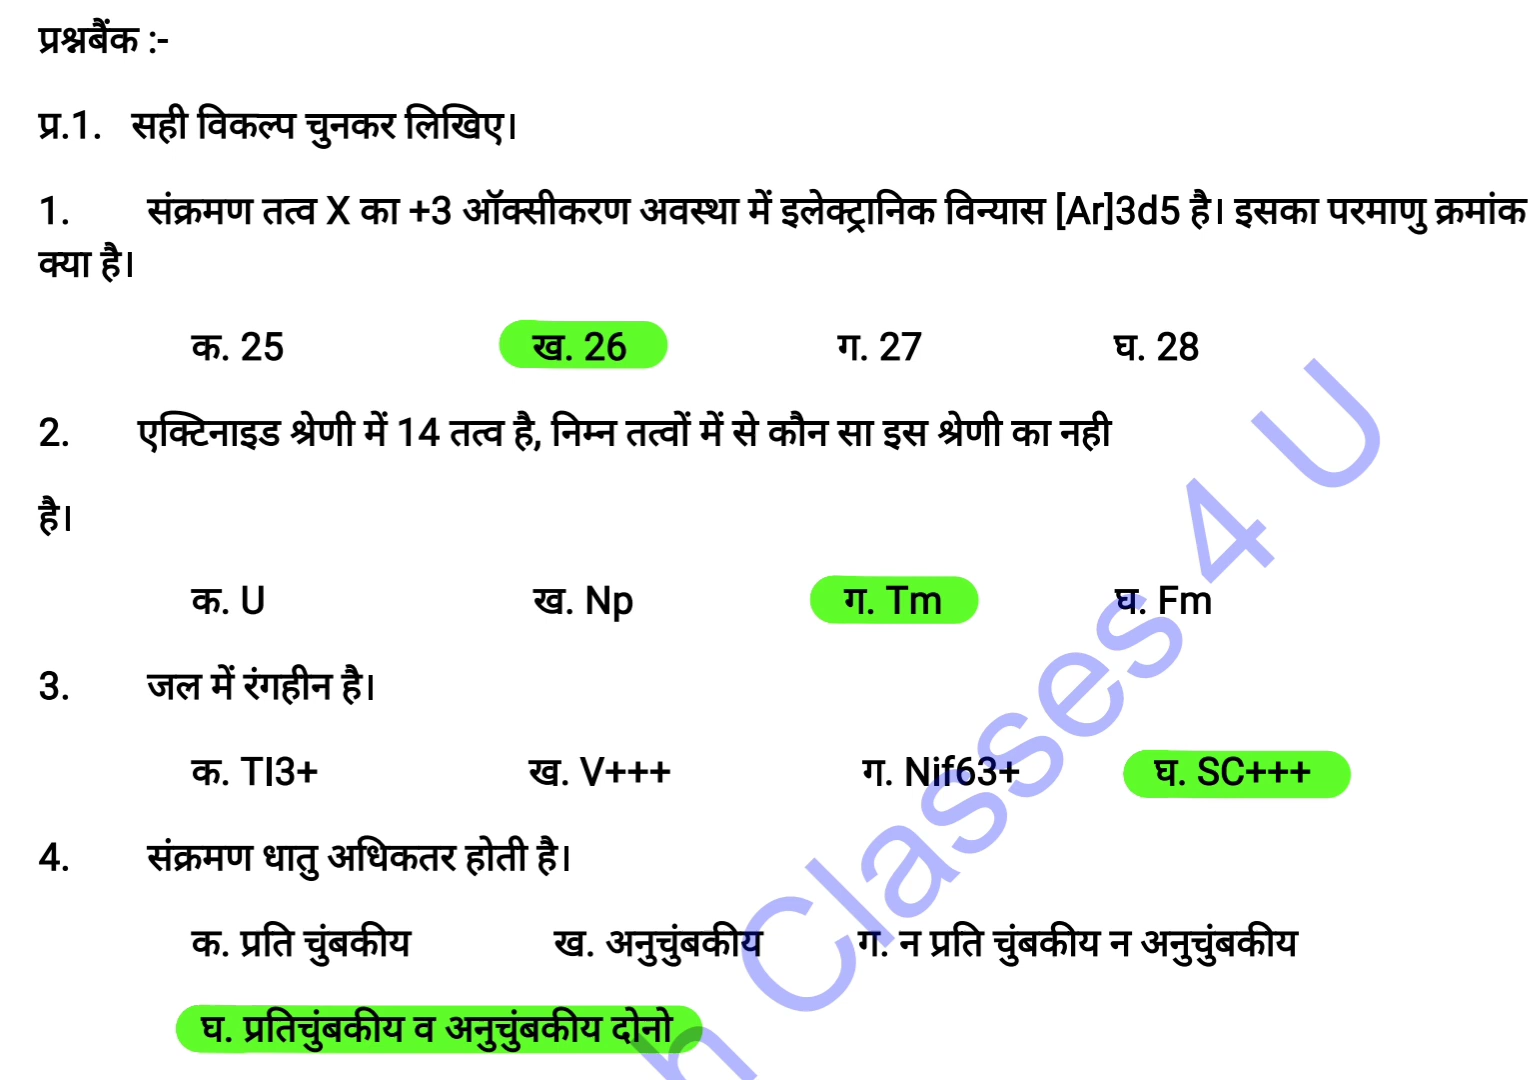 प्रश्नबैंक :-
प्र.1. सही विकल्प चुनकर लिखिए।
1. संक्रमण तत्व X का +3 ऑक्सीकरण अवस्था में इलेक्ट्रानिक विन्यास [Ar]3d5 है। इसका परमाणु क्रमांक
क्या है।
क. 25 ख. 26 ग. 27 घ. 28
2. एक्टिनाइड श्रेणी में 14 तत्व है, निम्न तत्वों में से कौन सा इस श्रेणी का नही
है।
क. U ख. Np ग. Tm घ. Fm
3. जल में रंगहीन है।
क. TI3+ ख. V+++ ग. Nif63+ घ. SC+++
4. संक्रमण धातु अधिकतर होती है।
क. प्रति चुंबकीय ख. अनुचुंबकीय ग. न प्रति चुंबकीय न अनुचुंबकीय
घ. प्रतिचुंबकीय व अनुचुंबकीय दोनो
h Classes 4 U